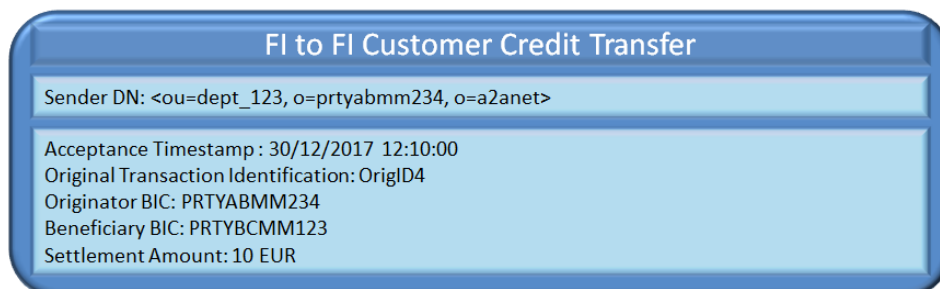 FI to FI Customer Credit Transfer
Sender DN: <ou=dept_123, o=prtyabmm234, o=a2anet>
Acceptance Timestamp : 30/12/2017 12:10:00
Original Transaction Identification: OrigID4
Originator BIC: PRTYABMM234
Beneficiary BIC: PRTYBCMM123
Settlement Amount: 10 EUR